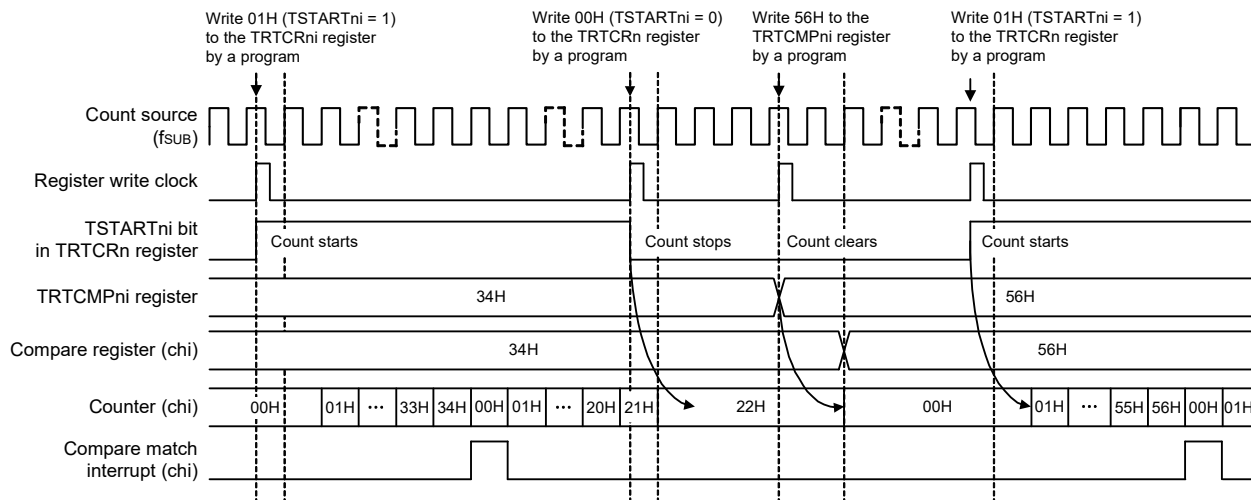 Write 01H (TSTARTni = 1)
to the TRTCRni register
by a program
Write 00H (TSTARTni = 0)
to the TRTCRn register
by a program
Write 56H to the
TRTCMPni register
by a program
Write 01H (TSTARTni = 1)
to the TRTCRn register
by a program
Count source
(fSUB)
Register write clock
TSTARTni bit
in TRTCRn register
Count starts
Count stops
Count clears
Count starts
TRTCMPni register
34H
56H
Compare register (chi)
34H
56H
Counter (chi)
00H 01H ··· 33H 34H 00H 01H ··· 20H 21H 22H 00H 01H ··· 55H 56H 00H 01H
Compare match
interrupt (chi)